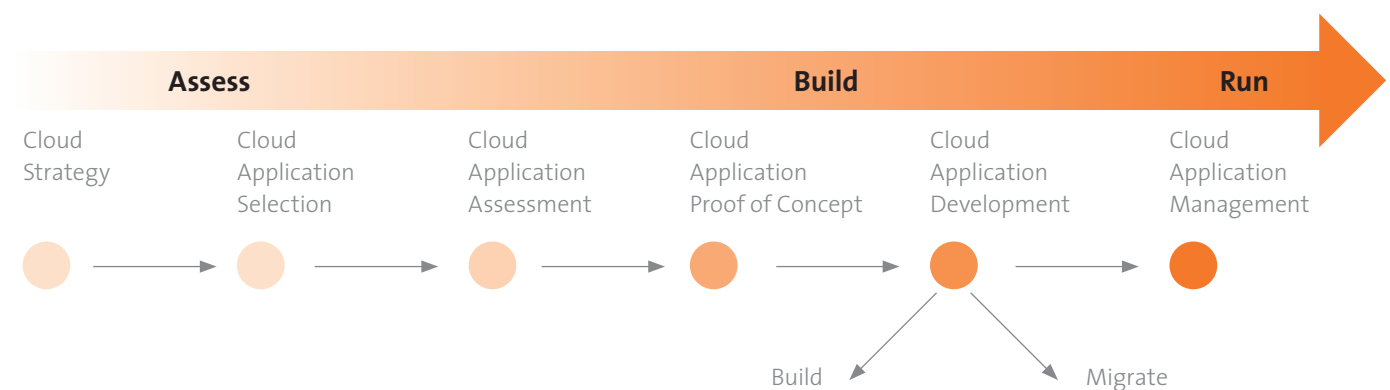 Assess
Build
Run
Cloud
Strategy
Cloud
Application
Selection
Cloud
Application
Assessment
Cloud
Application
Proof of Concept
Cloud
Application
Development
Cloud
Application
Management
Build
Migrate